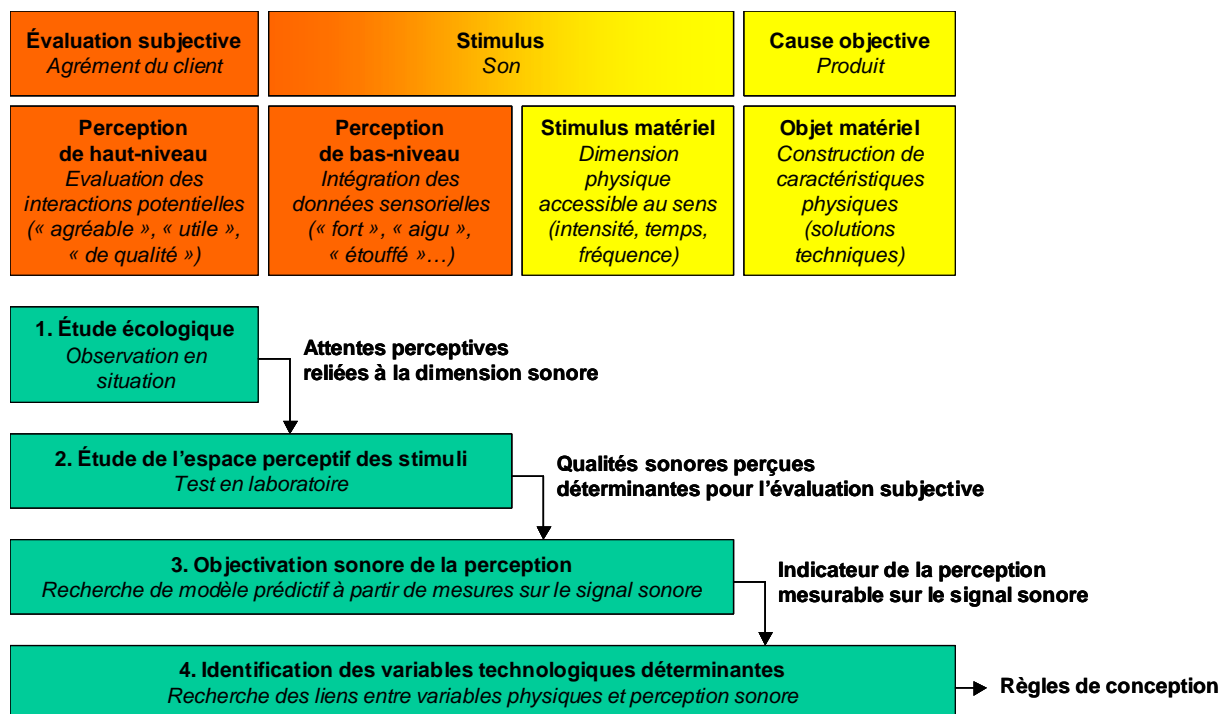 Évaluation subjective
Agrément du client
Stimulus
Son
Cause objective
Produit
Perception
de haut-niveau
Evaluation des
interactions potentielles
(« agréable », « utile »,
« de qualité »)
Perception
de bas-niveau
Intégration des
données sensorielles
(« fort », « aigu »,
« étouffé »…)
Stimulus matériel
Dimension
physique
accessible au sens
(intensité, temps,
fréquence)
Objet matériel
Construction de
caractéristiques
physiques
(solutions
techniques)
1. Étude écologique
Observation en
situation
Attentes perceptives
reliées à la dimension sonore
2. Étude de l’espace perceptif des stimuli
Test en laboratoire
Qualités sonores perçues
déterminantes pour l’évaluation subjective
3. Objectivation sonore de la perception
Recherche de modèle prédictif à partir de mesures sur le signal sonore
Indicateur de la perception
mesurable sur le signal sonore
4. Identification des variables technologiques déterminantes
Recherche des liens entre variables physiques et perception sonore
Règles de conception